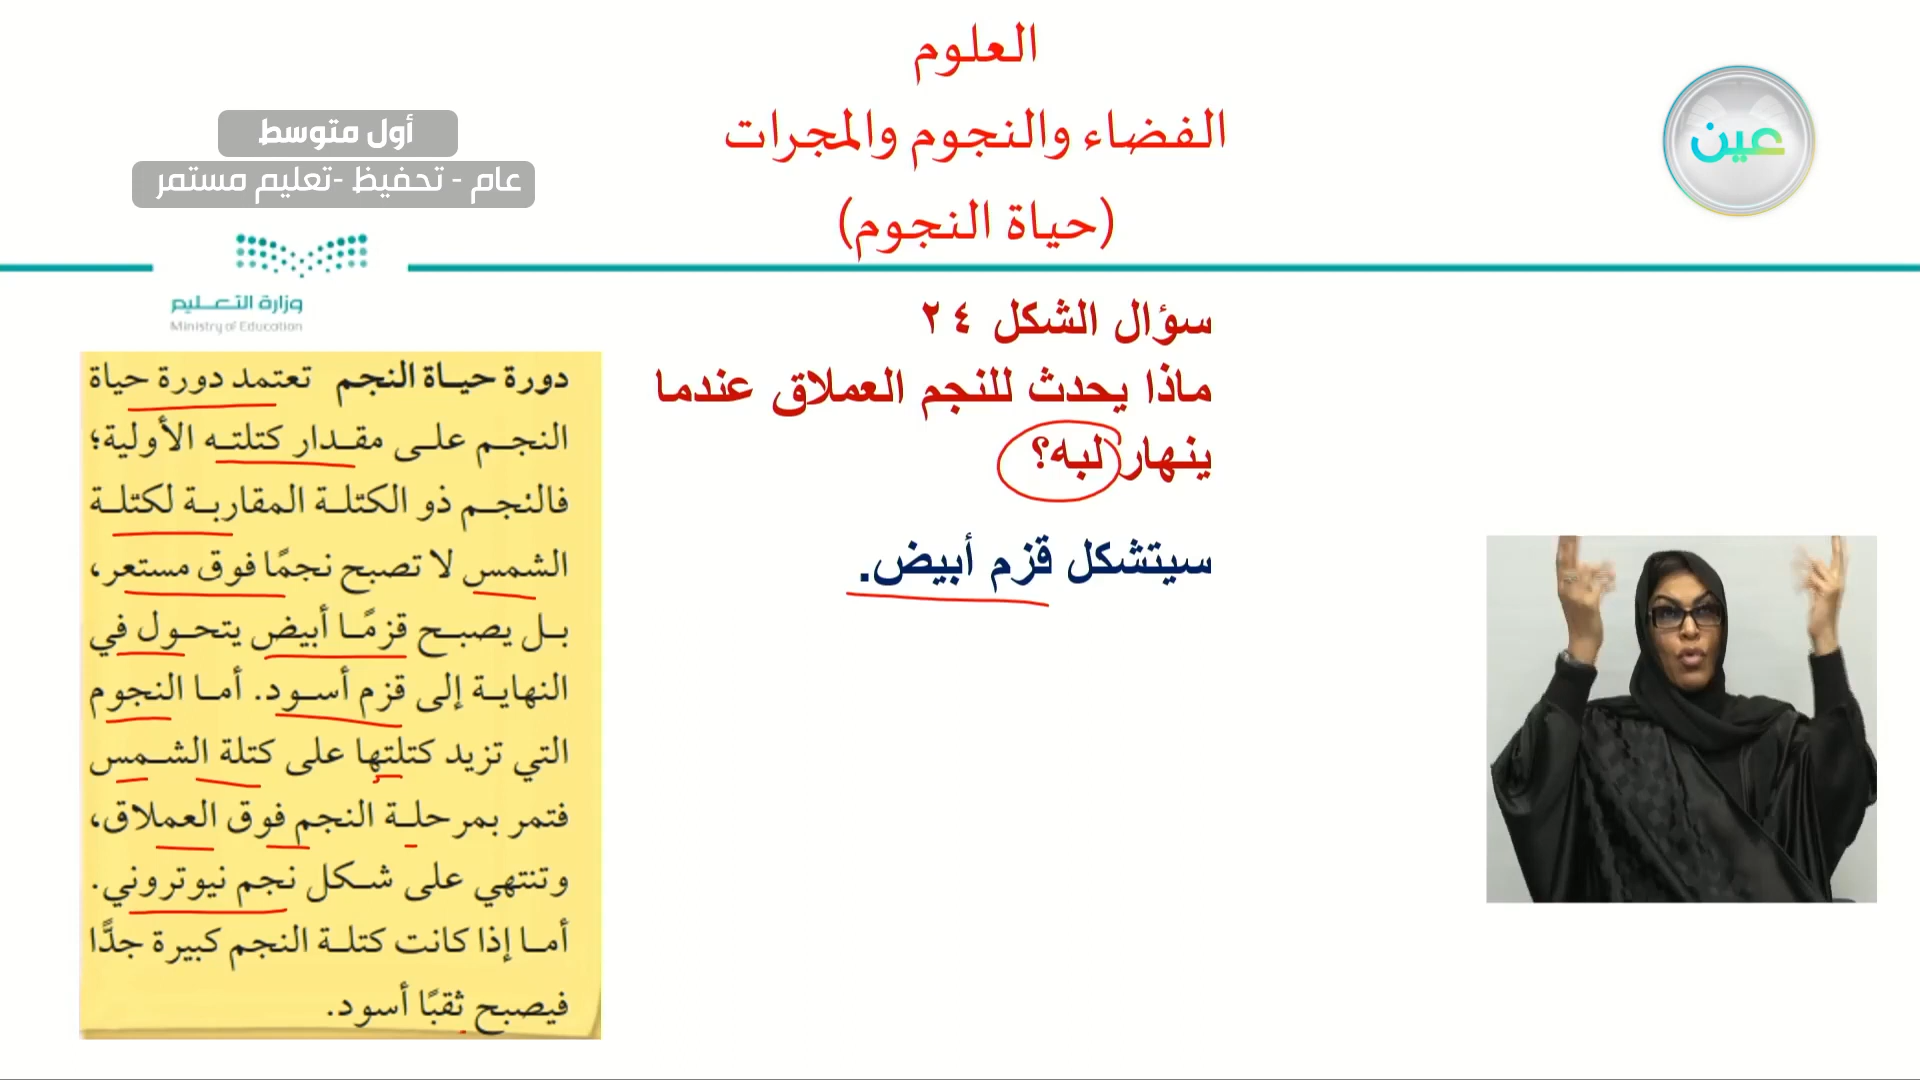 العلوم
الفضاء والنجوم والمجرات
(حياة النجوم)
عين
أول متوسط
عام - تحفيظ -تعليم مستمر
وزارة التعليم
Ministry of Education
سؤال الشكل ٢٤
ماذا يحدث للنجم العملاق عندما
ينهار لبه؟
سيتشكل قزم أبيض.
دورة حياة النجم تعتمد دورة حياة
النجم على مقدار كتلته الأولية؛
فالنجم ذو الكتلة المقاربة لكتلة
الشمس لا تصبح نجمًا فوق مستعر،
بل يصبح قزمًا أبيض يتحول في
النهاية إلى قزم أسود. أما النجوم
التي تزيد كتلتها على كتلة الشمس
فتمر بمرحلة النجم فوق العملاق،
وتنتهي على شكل نجم نيوتروني.
أما إذا كانت كتلة النجم كبيرة جدًّا
فيصبح ثقبًا أسود.